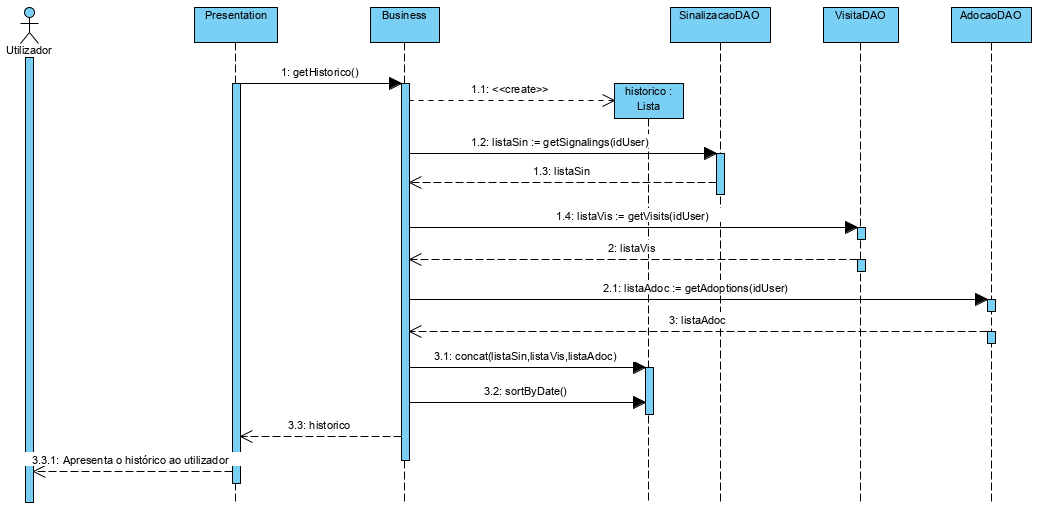 Utilizador
Presentation
Business
SinalizacaoDAO
VisitaDAO
AdocaoDAO
1: getHistorico()
1.1: <<create>>
historico :
Lista
1.2: listaSin := getSignalings(idUser)
1.3: listaSin
1.4: listaVis := getVisits(idUser)
2: listaVis
2.1: listaAdoc := getAdoptions(idUser)
3: listaAdoc
3.1: concat(listaSin,listaVis,listaAdoc)
3.2: sortByDate()
3.3: historico
3.3.1: Apresenta o histórico ao utilizador